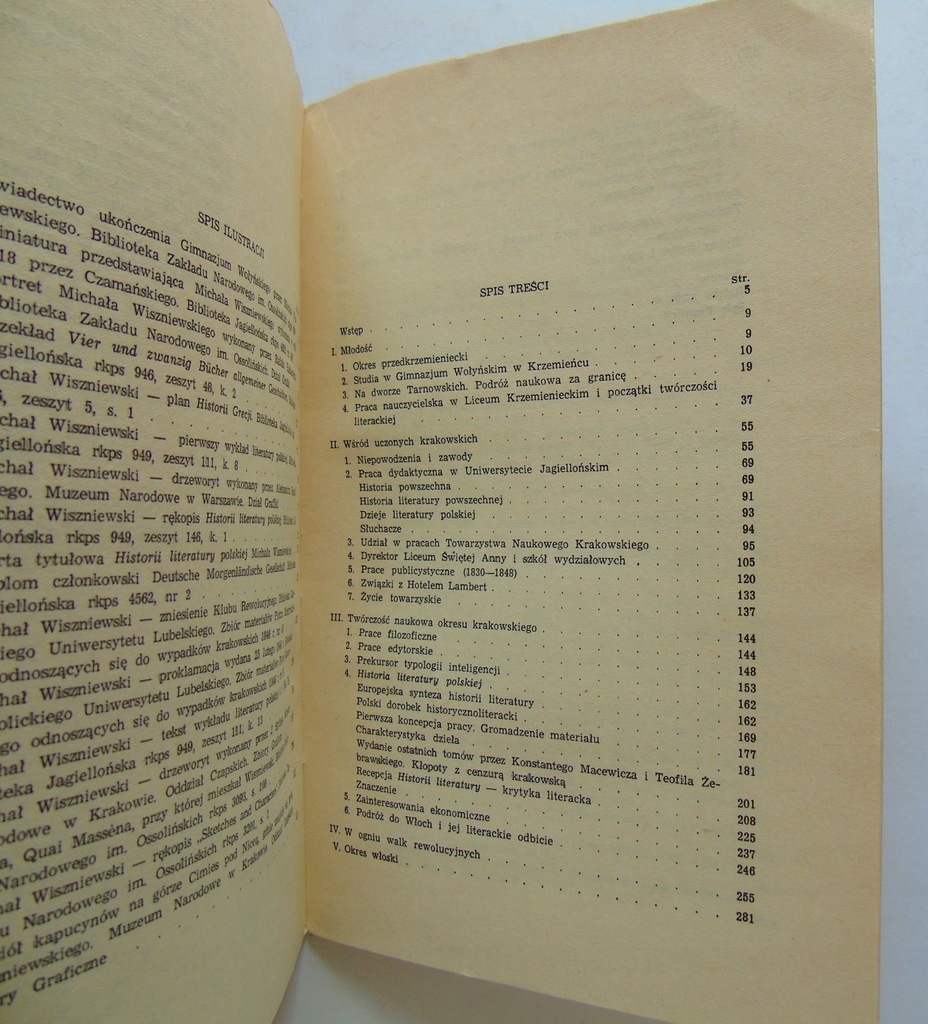 SPIS ILUSTRACJI
wiadectwo ukończenia Gimnazjum Wołyńskiego przez
ewskiego. Biblioteka Zakładu Narodowego im.
iniatura przedstawiająca Michała Wiszniewskiego
18 przez Czamańskiego. Biblioteka Jagiellońska rkps
ortret Michała Wiszniewskiego wykonany przez
blioteka Zakładu Narodowego im. Ossolińskich. Dział
zekład Vier und zwanzig Bücher allgemeiner
giellońska rkps 946, zeszyt 48, k. 2
chał Wiszniewski — plan Historii Grecji. Biblioteka
6, zeszyt 5, s. 1
chał Wiszniewski — pierwszy wykład literatury polskiej.
giellońska rkps 949, zeszyt 111, k. 8
chał Wiszniewski — drzeworyt wykonany przez
ego. Muzeum Narodowe w Warszawie. Dział Grafiki
chał Wiszniewski — rękopis Historii literatury polskiej
llońska rkps 949, zeszyt 146, k. 1
rta tytułowa Historii literatury polskiej Michała
plom członkowski Deutsche Morgenländische Gesellschaft.
giellońska rkps 4562, nr 2
hał Wiszniewski — zniesienie Klubu Rewolucyjnego.
kiego Uniwersytetu Lubelskiego. Zbiór materiałów
odnoszących się do wypadków krakowskich 1846 r.
hał Wiszniewski — proklamacja wydana 25 lutego
olickiego Uniwersytetu Lubelskiego. Zbiór
go odnoszących się do wypadków krakowskich 1846
hał Wiszniewski — tekst wykładu literatury polskiej
teka Jagiellońska rkps 949, zeszyt 111, k. 13
hał Wiszniewski — drzeworyt wykonany przez
odowe w Krakowie. Oddział Czapskich. Zbiory
a, Quai Masséna, przy której mieszkał Wiszniewski
Narodowego im. Ossolińskich rkps 3093, s.
hał Wiszniewski — rękopis „Sketches and
u Narodowego im. Ossolińskich rkps 3201, s. 1
ciół kapucynów na górze Cimies pod Niceą,
zniewskiego. Muzeum Narodowe w Krakowie
ry Graficzne
SPIS TREŚCI
str.
Wstęp 5
I. Młodość 9
1. Okres przedkrzemieniecki 9
2. Studia w Gimnazjum Wołyńskim w Krzemieńcu 10
3. Na dworze Tarnowskich. Podróż naukowa za granicę 19
4. Praca nauczycielska w Liceum Krzemienieckim i początki twórczości
literackiej 37
II. Wśród uczonych krakowskich 55
1. Niepowodzenia i zawody 55
2. Praca dydaktyczna w Uniwersytecie Jagiellońskim 69
Historia powszechna 69
Historia literatury powszechnej 91
Dzieje literatury polskiej 93
Słuchacze 94
3. Udział w pracach Towarzystwa Naukowego Krakowskiego 95
4. Dyrektor Liceum Świętej Anny i szkół wydziałowych 105
5. Prace publicystyczne (1830—1848) 120
6. Związki z Hotelem Lambert 133
7. Życie towarzyskie 137
III. Twórczość naukowa okresu krakowskiego 144
1. Prace filozoficzne 144
2. Prace edytorskie 148
3. Prekursor typologii inteligencji 153
4. Historia literatury polskiej 162
Europejska synteza historii literatury 162
Polski dorobek historycznoliteracki 169
Pierwsza koncepcja pracy. Gromadzenie materiału 177
Charakterystyka dzieła 181
Wydanie ostatnich tomów przez Konstantego Macewicza i Teofila Że-
brawskiego. Kłopoty z cenzurą krakowską 201
Recepcja Historii literatury — krytyka literacka 208
Znaczenie 225
5. Zainteresowania ekonomiczne 237
6. Podróż do Włoch i jej literackie odbicie 246
IV. W ogniu walk rewolucyjnych 255
V. Okres włoski 281